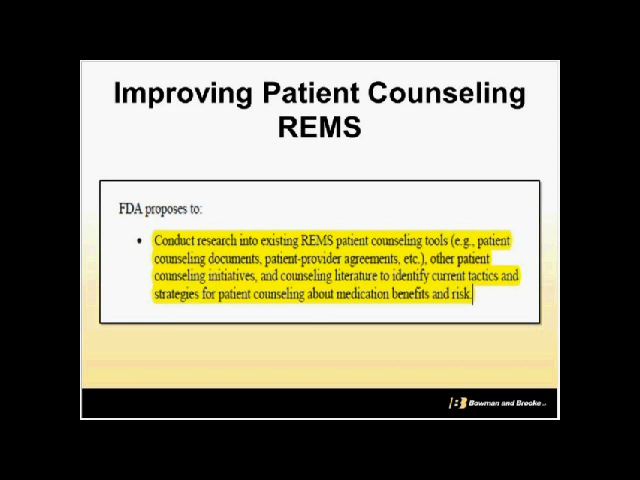 Improving Patient Counseling
REMS
FDA proposes to:
• Conduct research into existing REMS patient counseling tools (e.g., patient
counseling documents, patient-provider agreements, etc.), other patient
counseling initiatives, and counseling literature to identify current tactics and
strategies for patient counseling about medication benefits and risk.
Bowman and Brooke